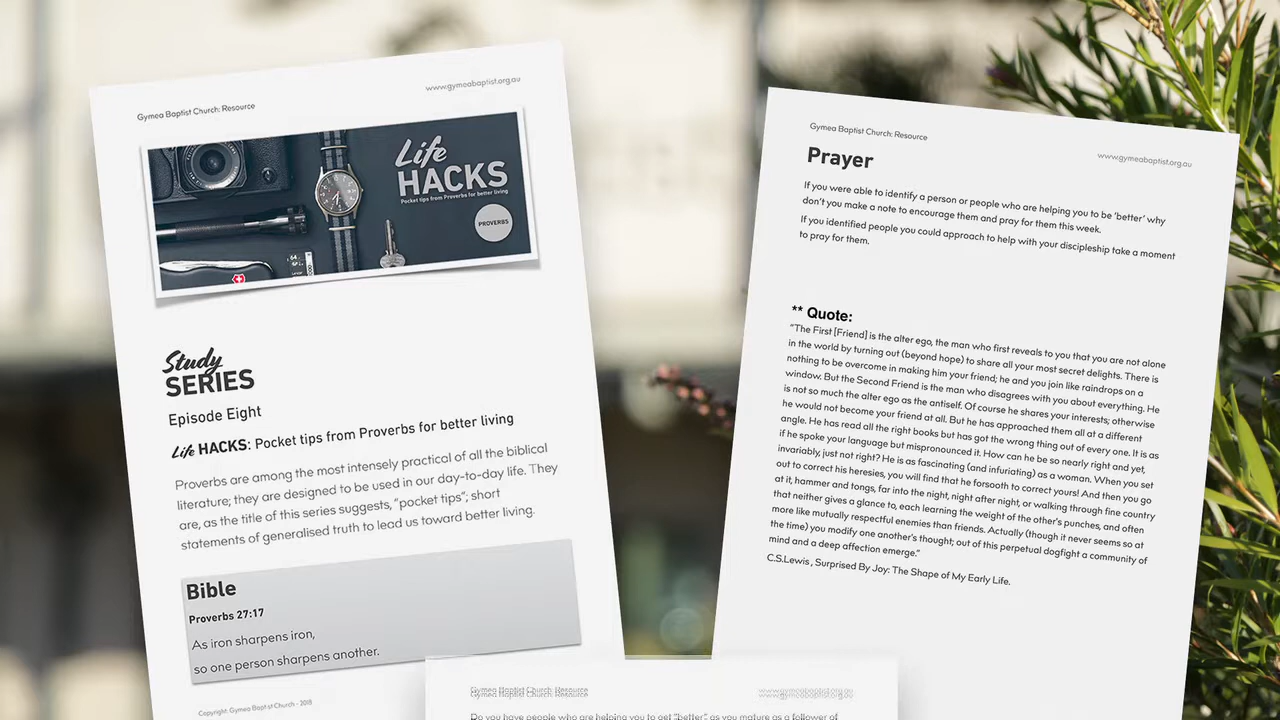 Gymea Baptist Church: Resource
www.gymeabaptist.org.au
Life
HACKS
Pocket tips from Proverbs for better living
PROVERBS
Study
SERIES
Episode Eight
Life HACKS: Pocket tips from Proverbs for better living
Proverbs are among the most intensely practical of all the biblical
literature; they are designed to be used in our day-to-day life. They
are, as the title of this series suggests, “pocket tips”; short
statements of generalised truth to lead us toward better living.
Bible
Proverbs 27:17
As iron sharpens iron,
so one person sharpens another.
Copyright: Gymea Baptist Church - 2018
Gymea Baptist Church: Resource
www.gymeabaptist.org.au
Prayer
If you were able to identify a person or people who are helping you to be ‘better’ why
don’t you make a note to encourage them and pray for them this week.
If you identified people you could approach to help with your discipleship take a moment
to pray for them.
** Quote:
“The First [Friend] is the alter ego, the man who first reveals to you that you are not alone
in the world by turning out (beyond hope) to share all your most secret delights. There is
nothing to be overcome in making him your friend; he and you join like raindrops on a
window. But the Second Friend is the man who disagrees with you about everything. He
is not so much the alter ego as the antiself. Of course he shares your interests; otherwise
he would not become your friend at all. But he has approached them all at a different
angle. He has read all the right books but has got the wrong thing out of every one. It is as
if he spoke your language but mispronounced it. How can he be so nearly right and yet,
invariably, just not right? He is as fascinating (and infuriating) as a woman. When you set
out to correct his heresies, you will find that he forsooth to correct yours! And then you go
at it, hammer and tongs, far into the night, night after night, or walking through fine country
that neither gives a glance to, each learning the weight of the other’s punches, and often
more like mutually respectful enemies than friends. Actually (though it never seems so at
the time) you modify one another’s thought; out of this perpetual dogfight a community of
mind and a deep affection emerge.”
C.S.Lewis , Surprised By Joy: The Shape of My Early Life.
Gymea Baptist Church: Resource
www.gymeabaptist.org.au
Do you have people who are helping you to get “better” as you mature as a follower of